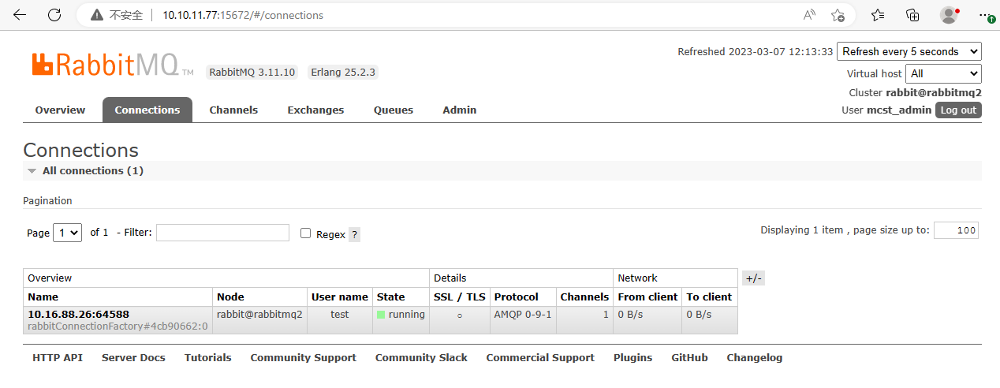 不安全 10.10.11.77:15672/#/connections
RabbitMQ TM RabbitMQ 3.11.10 Erlang 25.2.3
Refreshed 2023-03-07 12:13:33 Refresh every 5 seconds
Virtual host All
Cluster rabbit@rabbitmq2
User mcst_admin Log out
Overview Connections Channels Exchanges Queues Admin
Connections
All connections (1)
Pagination
Page 1 of 1 - Filter: Regex ? Displaying 1 item , page size up to: 100
Overview Details Network +/-
Name Node User name State SSL / TLS Protocol Channels From client To client
10.16.88.26:64588 rabbit@rabbitmq2 test running ○ AMQP 0-9-1 1 0 B/s 0 B/s
rabbitConnectionFactory#4cb90662:0
HTTP API Server Docs Tutorials Community Support Community Slack Commercial Support Plugins GitHub Changelog